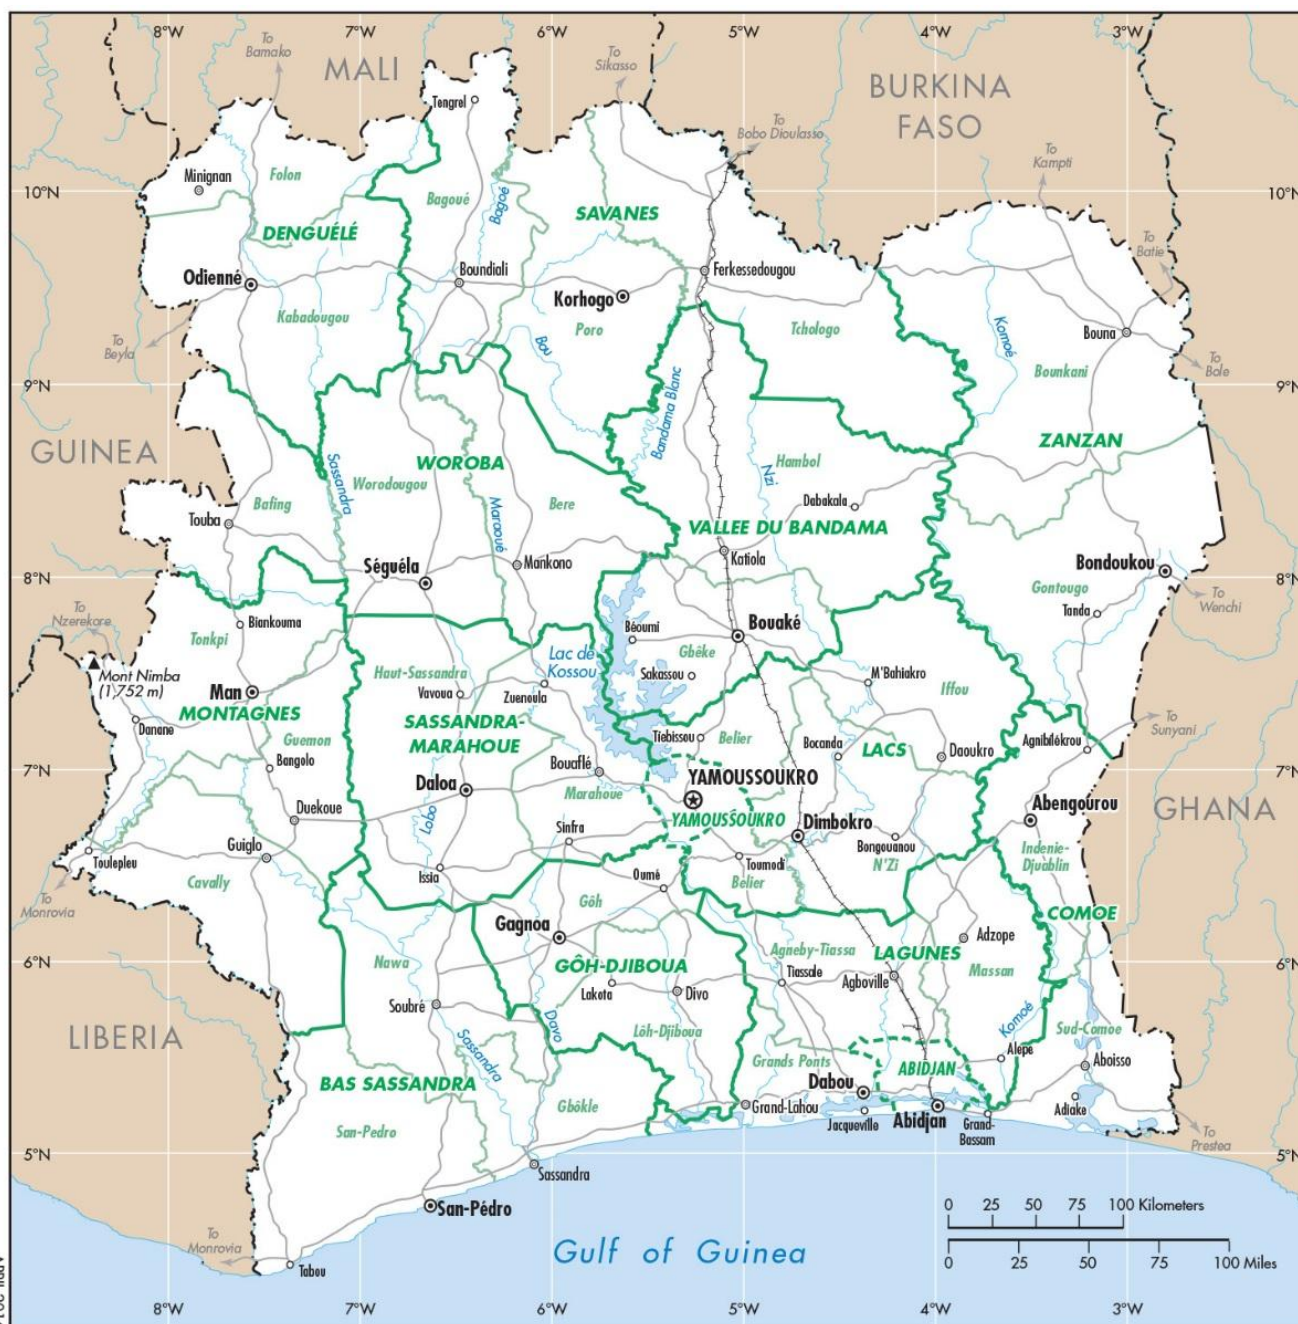 8°W
7°W
6°W
5°W
4°W
3°W
To
Bamako
MALI
To
Sikasso
BURKINA
FASO
Tengrel
To
Bobo Dioulasso
To
Kampti
10°N
Minignan
Folon
Bagoué
Bagoé
SAVANES
10°N
DENGUÉLÉ
To
Batie
Odienné
Boundiali
Korhogo
Ferkessedougou
Kabadougou
Poro
Tchologo
Komoé
Bouna
To
Beyla
Bou
To
Bole
9°N
Bandama Blanc
Bounkani
9°N
GUINEA
ZANZAN
Sassandra
WOROBA
Worodougou
Hambol
Nzi
Bafing
Maraoué
Bere
Dabakala
Touba
VALLEE DU BANDAMA
Séguéla
Mankono
Katiola
Bondoukou
8°N
Gontougo
8°N
To
Nzerekore
Biankouma
Tanda
To
Wenchi
Tonkpi
Béoumi
Bouaké
Mont Nimba
(1,752 m)
Haut-Sassandra
Lac de
Kossou
Gbêke
Sakassou
M'Bahiakro
Iffou
Man
Vavoua
Zuenoula
MONTAGNES
SASSANDRA-
MARAHOUE
Danane
Guemon
Tiebissou
Belier
Bocanda
LACS
Daoukro
Agnibilékrou
To
Sunyani
Bangolo
Bouaflé
7°N
YAMOUSSOUKRO
7°N
Daloa
Marahoue
Abengourou
GHANA
Duekoue
Lobo
YAMOUSSOUKRO
Dimbokro
Sinfra
Toulepleu
Guiglo
Bongouanou
Indenie-
Djuablin
Issia
Toumodi
N'Zi
Cavally
Oumé
Belier
To
Monrovia
Gôh
COMOE
Gagnoa
Adzope
Agneby-Tiassa
LAGUNES
6°N
Nawa
GÔH-DJIBOUA
Tiassale
Agboville
Massan
6°N
Lakota
Divo
Soubré
LIBERIA
Davo
Lôh-Djiboua
Kamoé
Sud-Comoe
Sassandra
Grands Ponts
Alepe
ABIDJAN
Aboisso
BAS SASSANDRA
Dabou
Gbôkle
Grand-Lahou
Jacqueville
Abidjan
Grand-
Bassam
Adiake
San-Pedro
To
Prestea
5°N
Sassandra
5°N
San-Pédro
0 25 50 75 100 Kilometers
To
Monrovia
Gulf of Guinea
0 25 50 75 100 Miles
Tabou
8°W
7°W
6°W
5°W
4°W
3°W